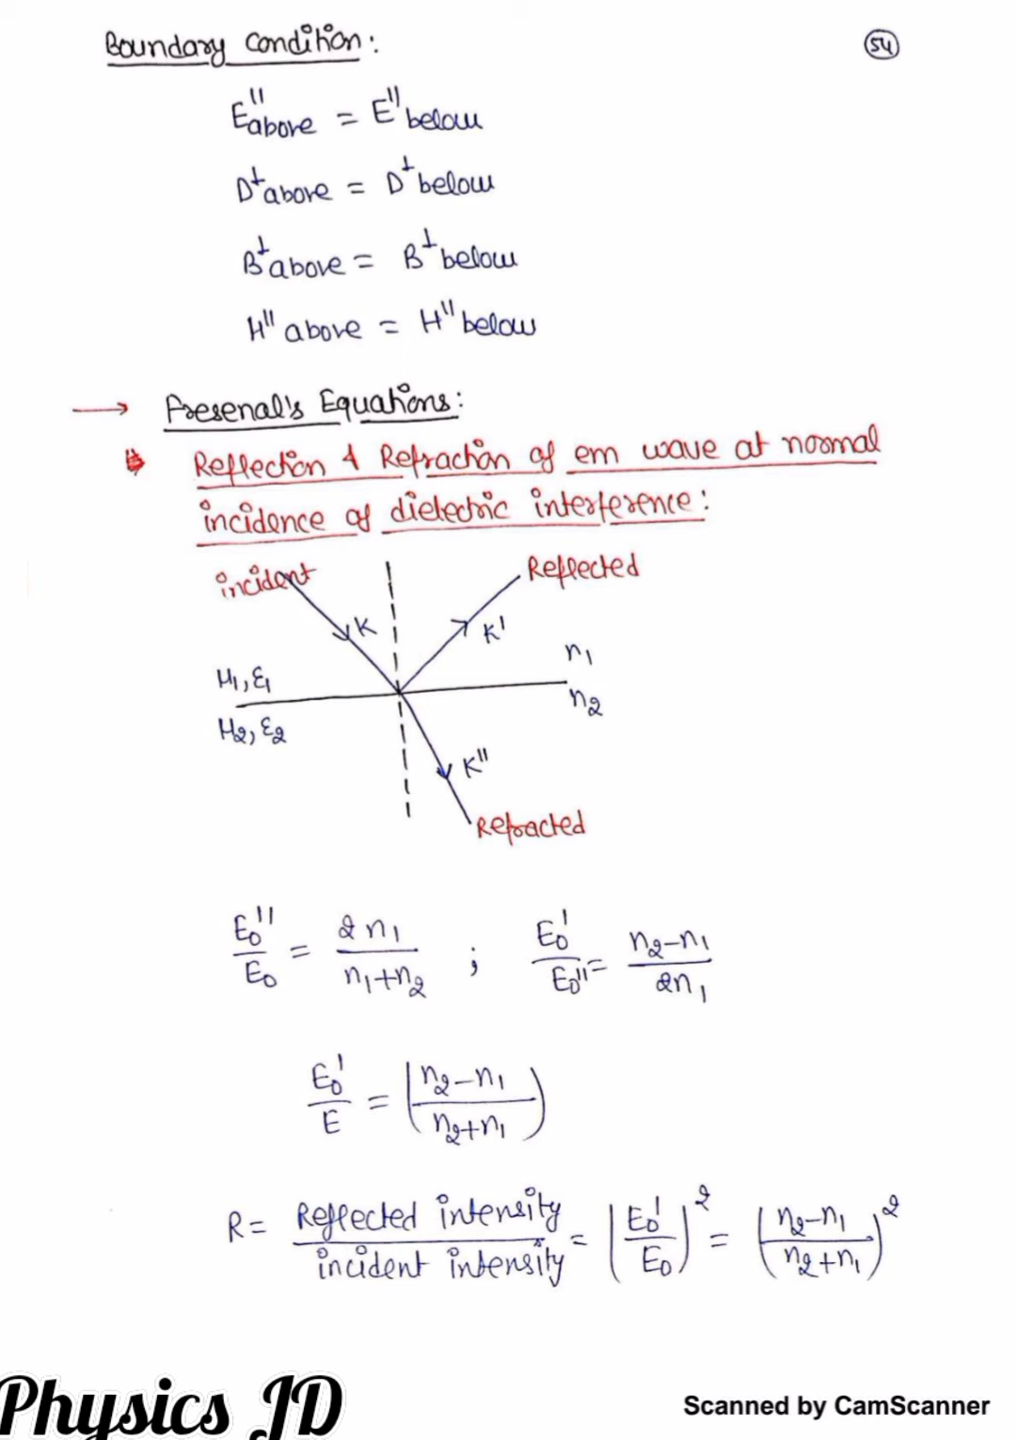 Boundary Condition:
54
E"above = E"below
D⊥above = D⊥below
B⊥above = B⊥below
H"above = H"below
→ Fresenal's Equations:
Reflection & Refraction of em wave at normal
incidence of dielectric interference:
incident
Reflected
K
K'
n₁
μ₁, ε₁
n₂
μ₂, ε₂
K"
Refracted
E₀"/E₀ = 2n₁/(n₁+n₂) ; E₀'/E₀" = (n₂-n₁)/2n₁
E₀'/E = ((n₂-n₁)/(n₂+n₁))
R = Reflected intensity/incident intensity = (E₀'/E₀)² = ((n₂-n₁)/(n₂+n₁))²
Physics JD
Scanned by CamScanner